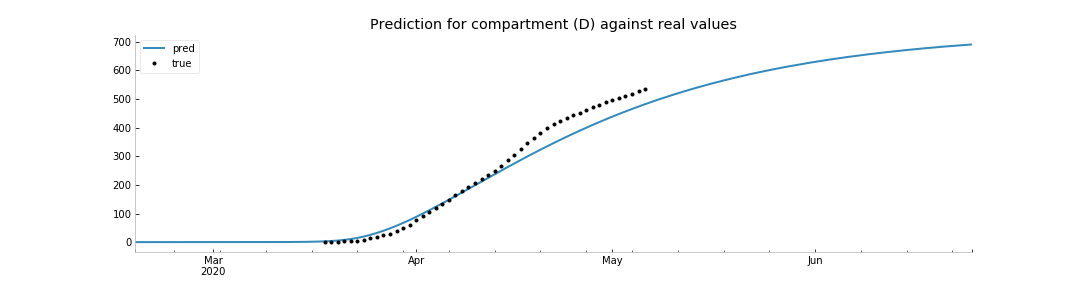 Prediction for compartment (D) against real values
pred
true
700
600
500
400
300
200
100
0
Mar
2020
Apr
May
Jun